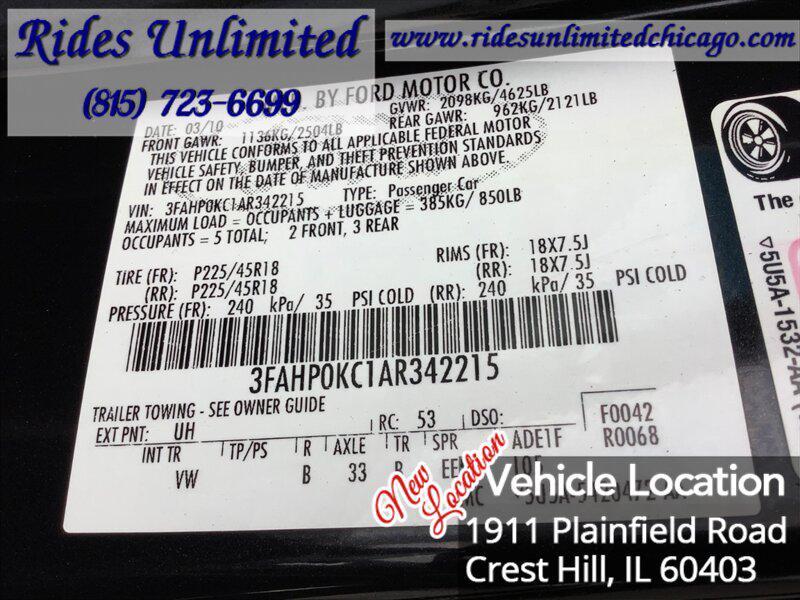 Rides Unlimited
(815) 723-6699
www.ridesunlimitedchicago.com
BY FORD MOTOR CO.
DATE: 03/10 GVWR: 2098KG/4625LB
FRONT GAWR: 1136KG/2504LB REAR GAWR: 962KG/2121LB
THIS VEHICLE CONFORMS TO ALL APPLICABLE FEDERAL MOTOR
VEHICLE SAFETY, BUMPER, AND THEFT PREVENTION STANDARDS
IN EFFECT ON THE DATE OF MANUFACTURE SHOWN ABOVE.
VIN: 3FAHP0KC1AR342215 TYPE: Passenger Car
MAXIMUM LOAD = OCCUPANTS + LUGGAGE = 385KG/ 850LB
OCCUPANTS = 5 TOTAL; 2 FRONT, 3 REAR
TIRE (FR): P225/45R18 RIMS (FR): 18X7.5J
(RR): P225/45R18 (RR): 18X7.5J
PRESSURE (FR): 240 kPa/ 35 PSI COLD (RR): 240 kPa/ 35 PSI COLD
3FAHP0KC1AR342215
TRAILER TOWING - SEE OWNER GUIDE
EXT PNT: UH RC: 53 DSO: F0042
INT TR TP/PS R AXLE TR SPR ADE1F R0068
VW B 33
The
5U5A-1532-AA
New
Location
Vehicle Location
1911 Plainfield Road
Crest Hill, IL 60403